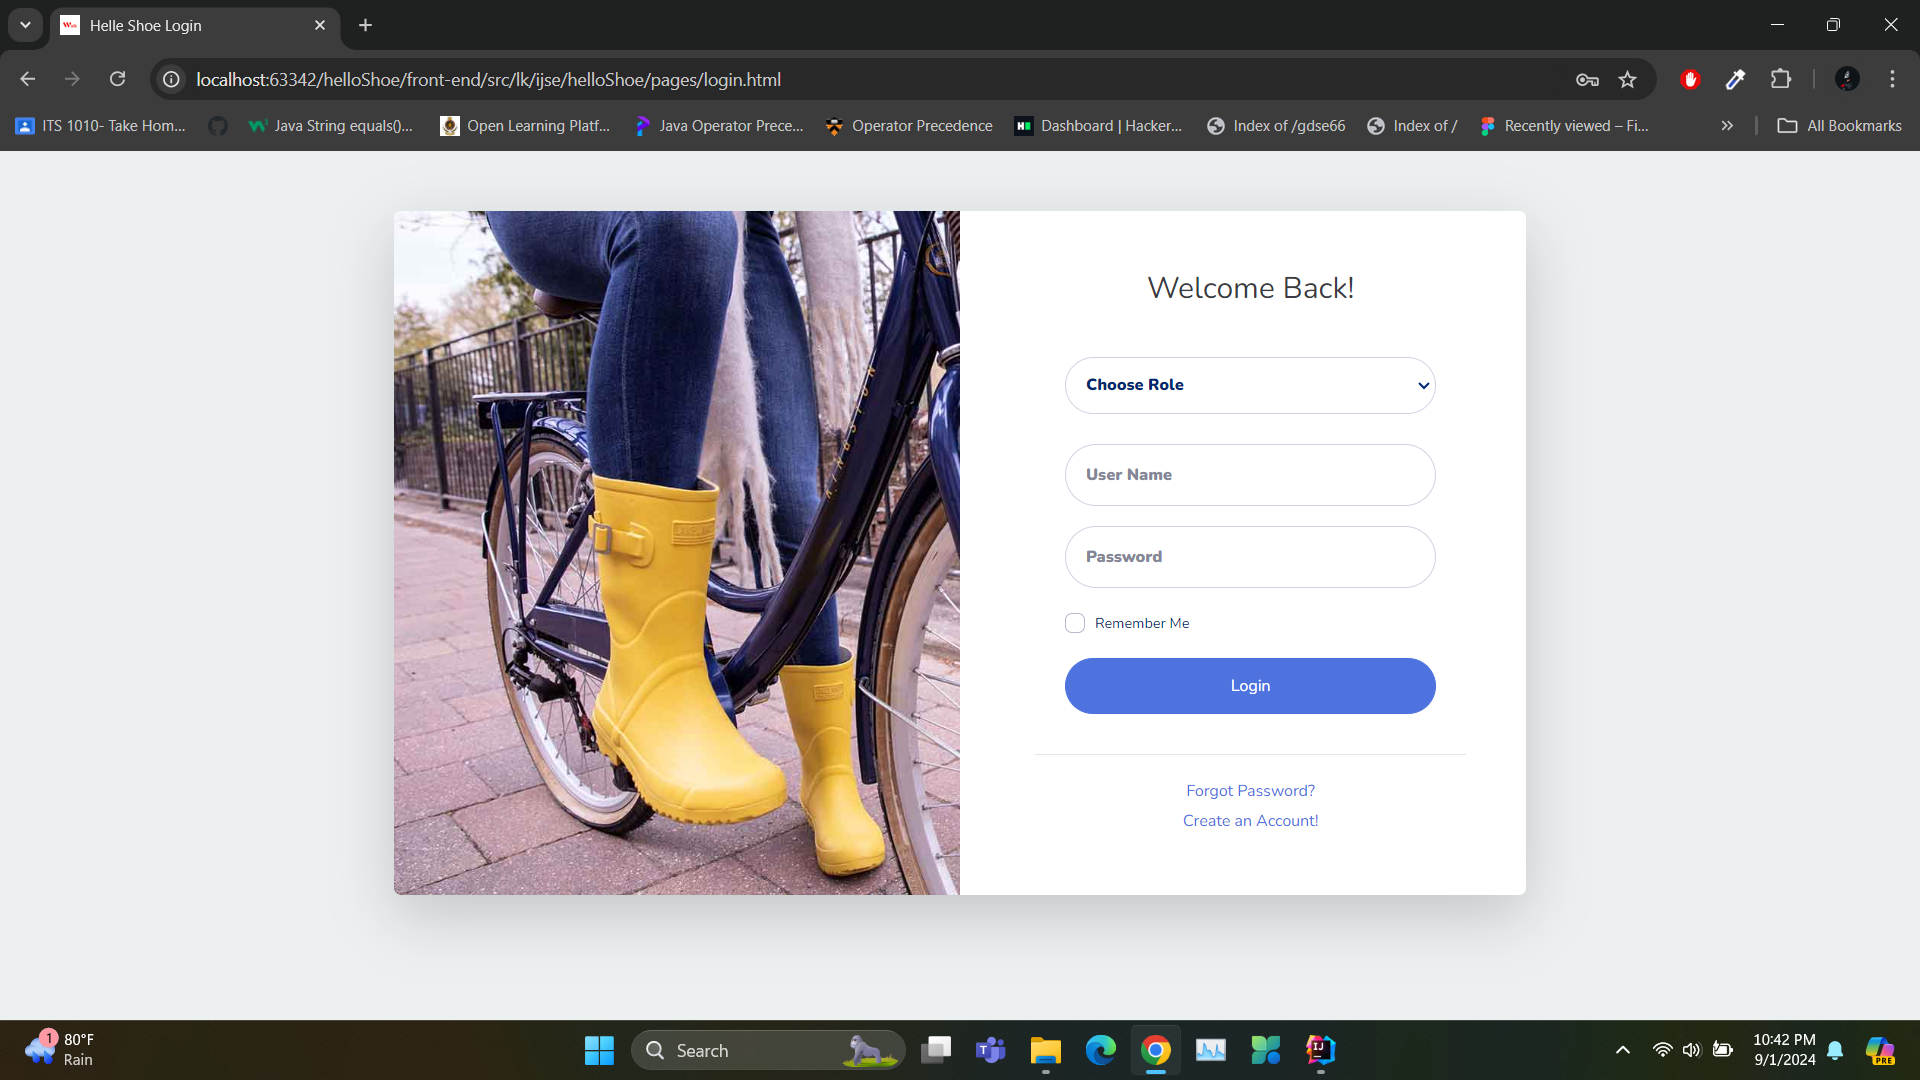 Helle Shoe Login
localhost:63342/helloShoe/front-end/src/lk/ijse/helloShoe/pages/login.html
ITS 1010- Take Hom...
Java String equals()...
Open Learning Platf...
Java Operator Prece...
Operator Precedence
Dashboard | Hacker...
Index of /gdse66
Index of /
Recently viewed – Fi...
All Bookmarks
Welcome Back!
Choose Role
User Name
Password
Remember Me
Login
Forgot Password?
Create an Account!
KINGSTON
1
80°F
Rain
Search
10:42 PM
9/1/2024
PRE